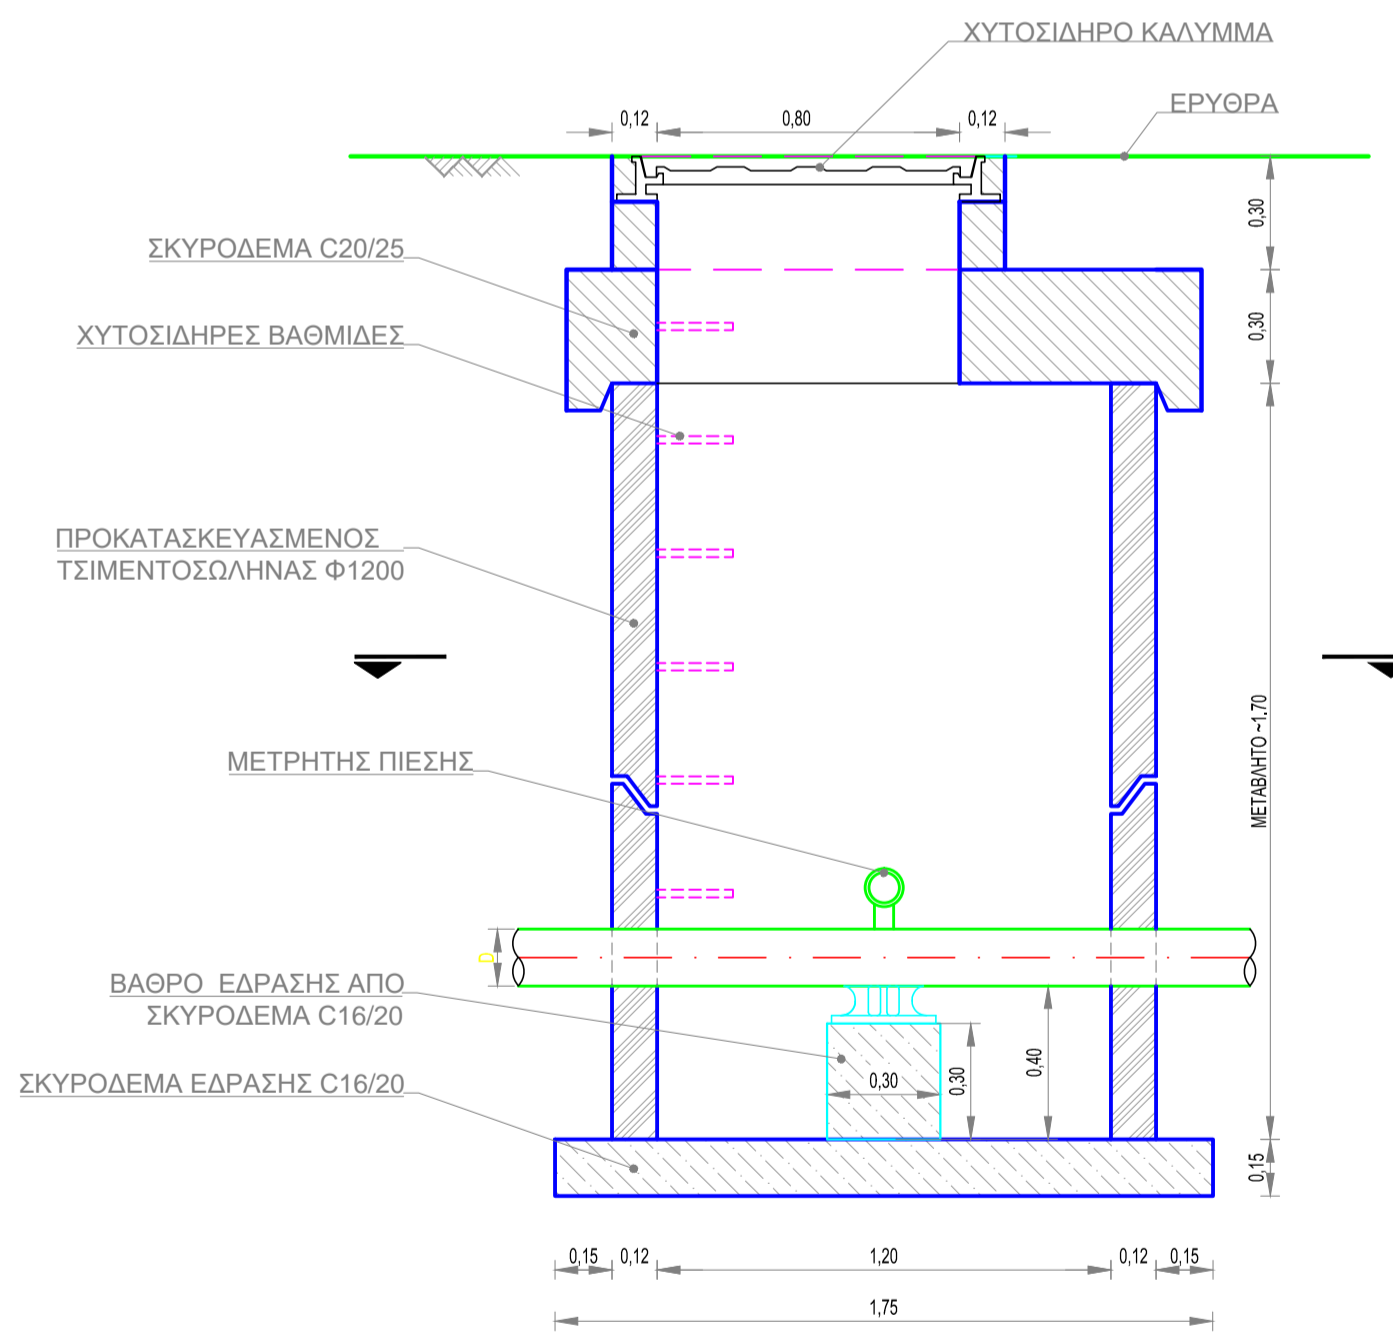 ΧΥΤΟΣΙΔΗΡΟ ΚΑΛΥΜΜΑ
ΕΡΥΘΡΑ
0,12
0,80
0,12
0,30
ΣΚΥΡΟΔΕΜΑ C20/25
0,30
ΧΥΤΟΣΙΔΗΡΕΣ ΒΑΘΜΙΔΕΣ
ΠΡΟΚΑΤΑΣΚΕΥΑΣΜΕΝΟΣ
ΤΣΙΜΕΝΤΟΣΩΛΗΝΑΣ Φ1200
ΜΕΤΑΒΛΗΤΟ ~1.70
ΜΕΤΡΗΤΗΣ ΠΙΕΣΗΣ
D
ΒΑΘΡΟ ΕΔΡΑΣΗΣ ΑΠΟ
ΣΚΥΡΟΔΕΜΑ C16/20
0,30
0,30
0,40
ΣΚΥΡΟΔΕΜΑ ΕΔΡΑΣΗΣ C16/20
0,15
0,15
0,12
1,20
0,12
0,15
1,75